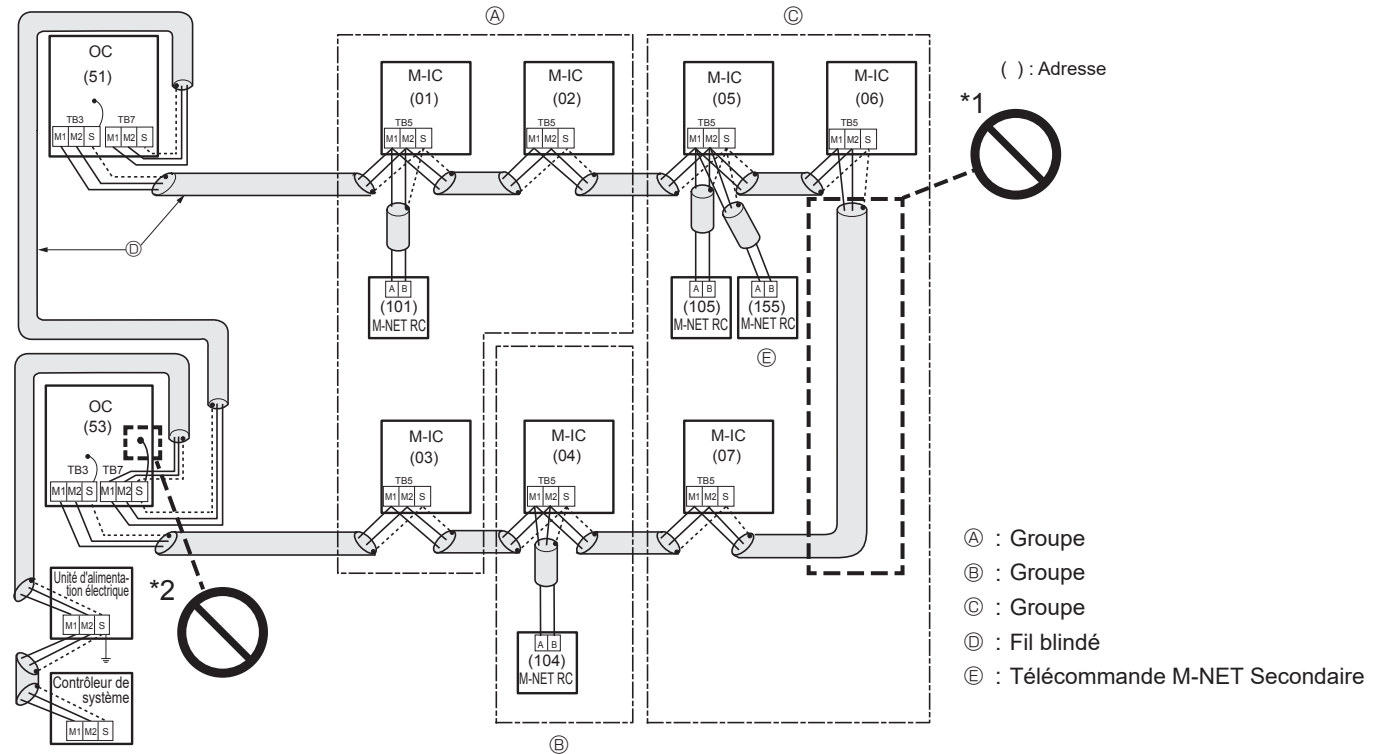 Ⓐ
Ⓒ
OC
(51)
TB3 TB7
M1 M2 S M1 M2 S
M-IC
(01)
TB5
M1 M2 S
M-IC
(02)
TB5
M1 M2 S
M-IC
(05)
TB5
M1 M2 S
M-IC
(06)
TB5
M1 M2 S
( ) : Adresse
*1
Ⓓ
A B
(101)
M-NET RC
A B
(105)
M-NET RC
A B
(155)
M-NET RC
Ⓔ
OC
(53)
TB3 TB7
M1 M2 S M1 M2 S
M-IC
(03)
TB5
M1 M2 S
M-IC
(04)
TB5
M1 M2 S
M-IC
(07)
TB5
M1 M2 S
*2
Unité d'alimenta-
tion électrique
M1 M2 S
A B
(104)
M-NET RC
Contrôleur de
système
M1 M2 S
Ⓑ
Ⓐ : Groupe
Ⓑ : Groupe
Ⓒ : Groupe
Ⓓ : Fil blindé
Ⓔ : Télécommande M-NET Secondaire